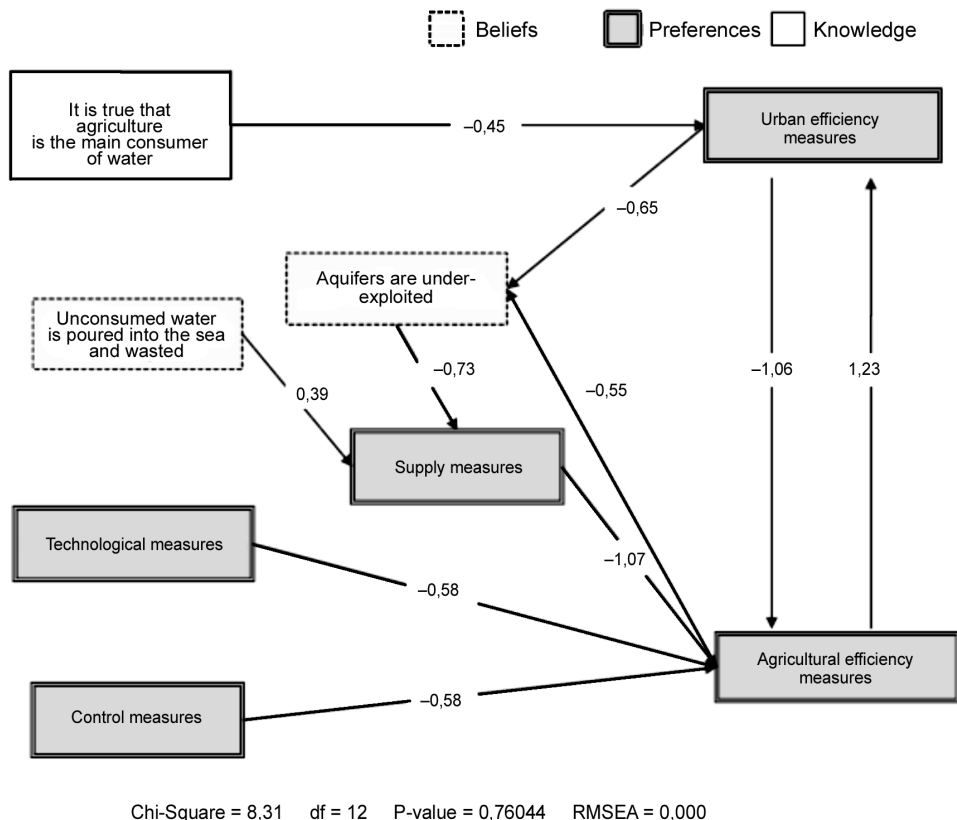 Beliefs Preferences Knowledge
It is true that
agriculture
is the main consumer
of water
–0,45
Urban efficiency
measures
–0,65
Aquifers are under-
exploited
Unconsumed water
is poured into the sea
and wasted
0,39
–0,73
–0,55
–1,06
1,23
Supply measures
Technological measures
–1,07
–0,58
Agricultural efficiency
measures
Control measures
–0,58
Chi-Square = 8,31 df = 12 P-value = 0,76044 RMSEA = 0,000